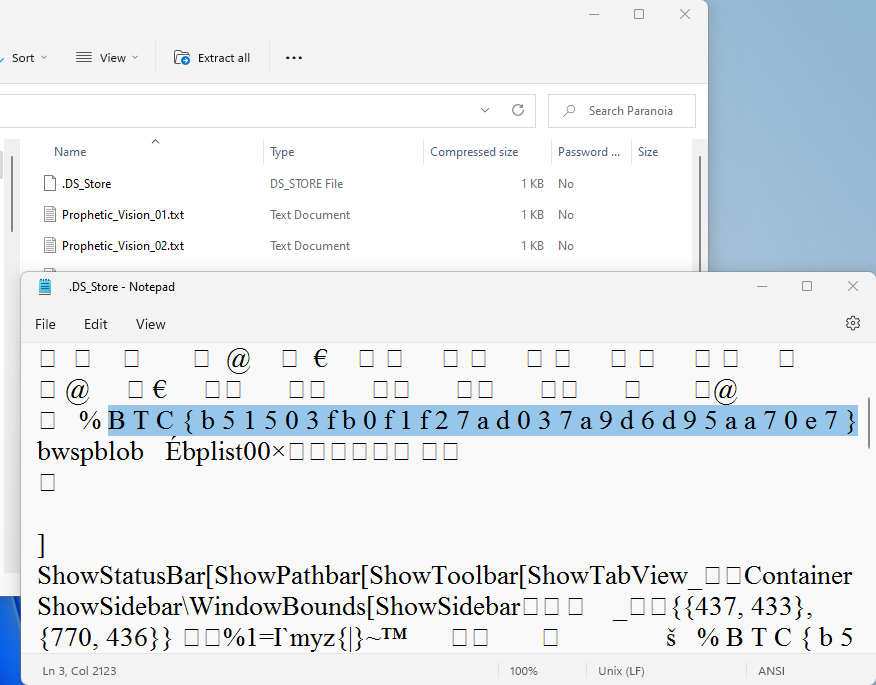 Sort View Extract all ...
Search Paranoia
Name Type Compressed size Password ... Size
.DS_Store DS_STORE File 1 KB No
Prophetic_Vision_01.txt Text Document 1 KB No
Prophetic_Vision_02.txt Text Document 1 KB No
.DS_Store - Notepad
File Edit View
□ □ □ □ @ □ € □ □ □ □ □ □ □ □ □ □ □
□ @ □ € □□ □□ □□ □□ □□ □ □@
□ % B T C { b 5 1 5 0 3 f b 0 f 1 f 2 7 a d 0 3 7 a 9 d 6 d 9 5 a a 7 0 e 7 }
bwspblob Ébplist00×□□□□□□ □□
□
]
ShowStatusBar[ShowPathbar[ShowToolbar[ShowTabView_□□Container
ShowSidebar\WindowBounds[ShowSidebar□□□ _□□{{437, 433},
{770, 436}} □□%1=I`myz{|}~™ □□ □ š % B T C { b 5
Ln 3, Col 2123 100% Unix (LF) ANSI